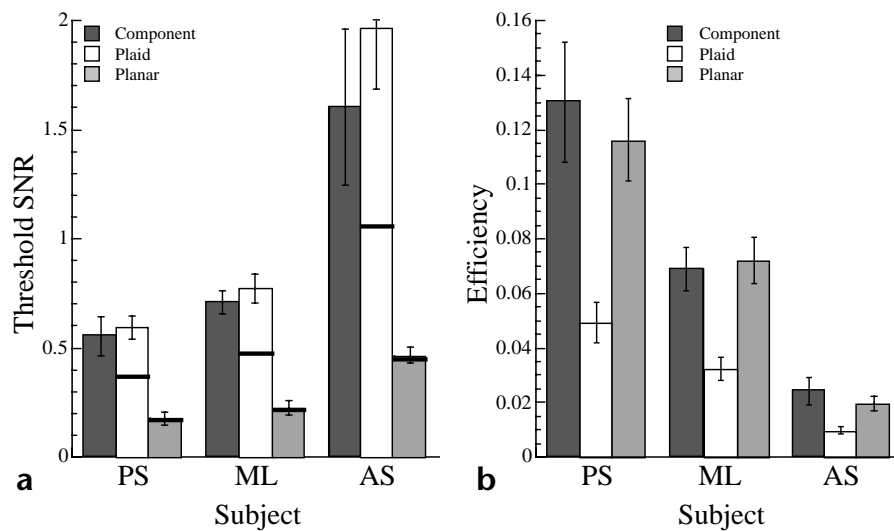 2
1.5
1
0.5
0
Threshold SNR
Component
Plaid
Planar
PS ML AS
Subject
a
0.16
0.14
0.12
0.1
0.08
0.06
0.04
0.02
0
Efficiency
Component
Plaid
Planar
PS ML AS
Subject
b